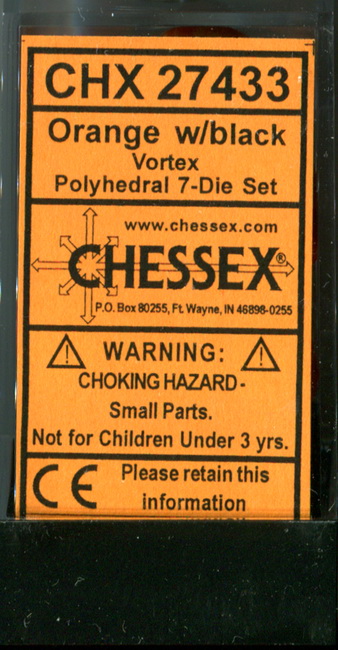 CHX 27433
Orange w/black
Vortex
Polyhedral 7-Die Set
www.chessex.com
CHESSEX®
P.O. Box 80255, Ft. Wayne, IN 46898-0255
WARNING:
CHOKING HAZARD-
Small Parts.
Not for Children Under 3 yrs.
CE Please retain this
information